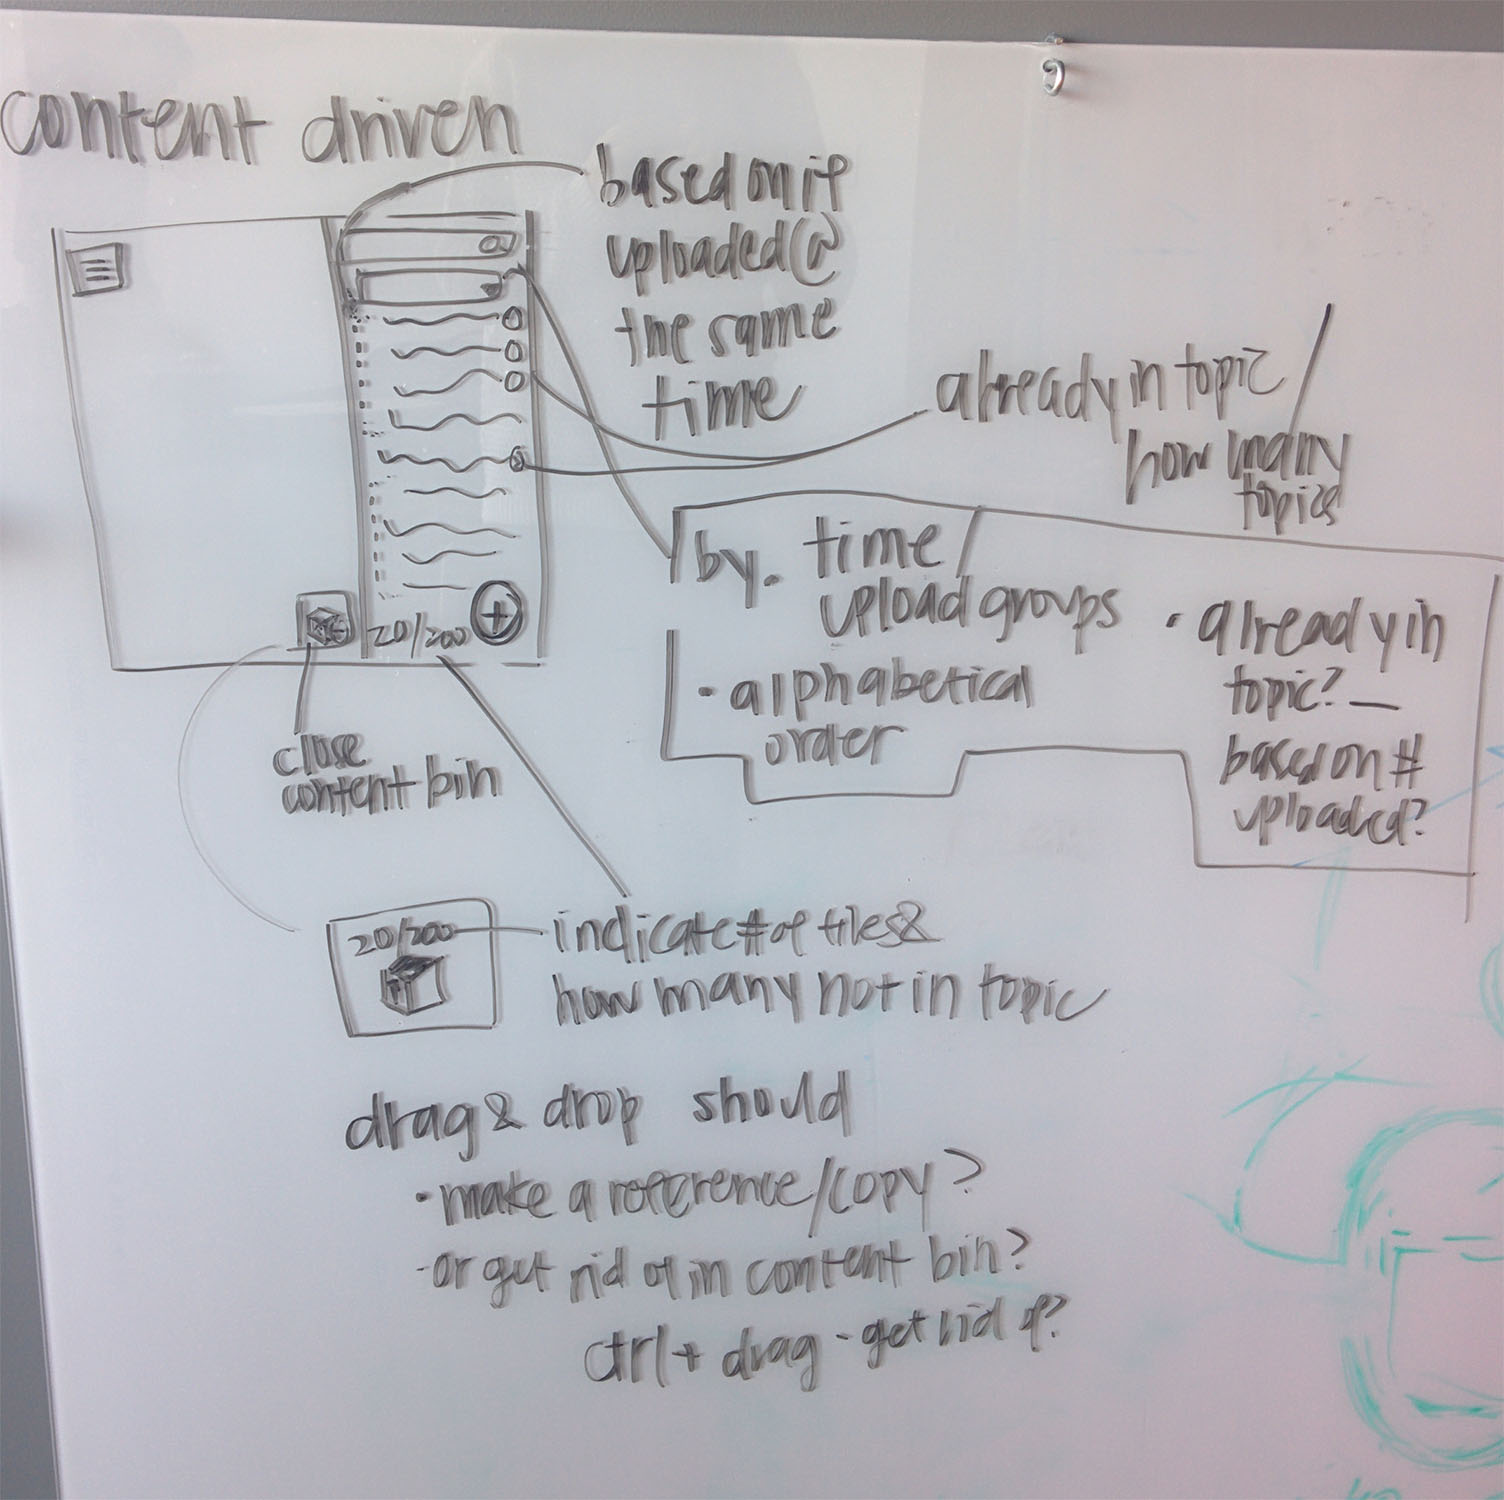 content driven
based on if
uploaded @
the same
time
already in topic
how many
topics
by. time/
upload groups
• alphabetical
order
• already in
topic? —
based on #
uploaded?
20/200
close
content bin
20/200
indicate # of files &
how many not in topic
drag & drop should
• make a reference/copy?
- or get rid of in content bin?
ctrl + drag - get rid of?